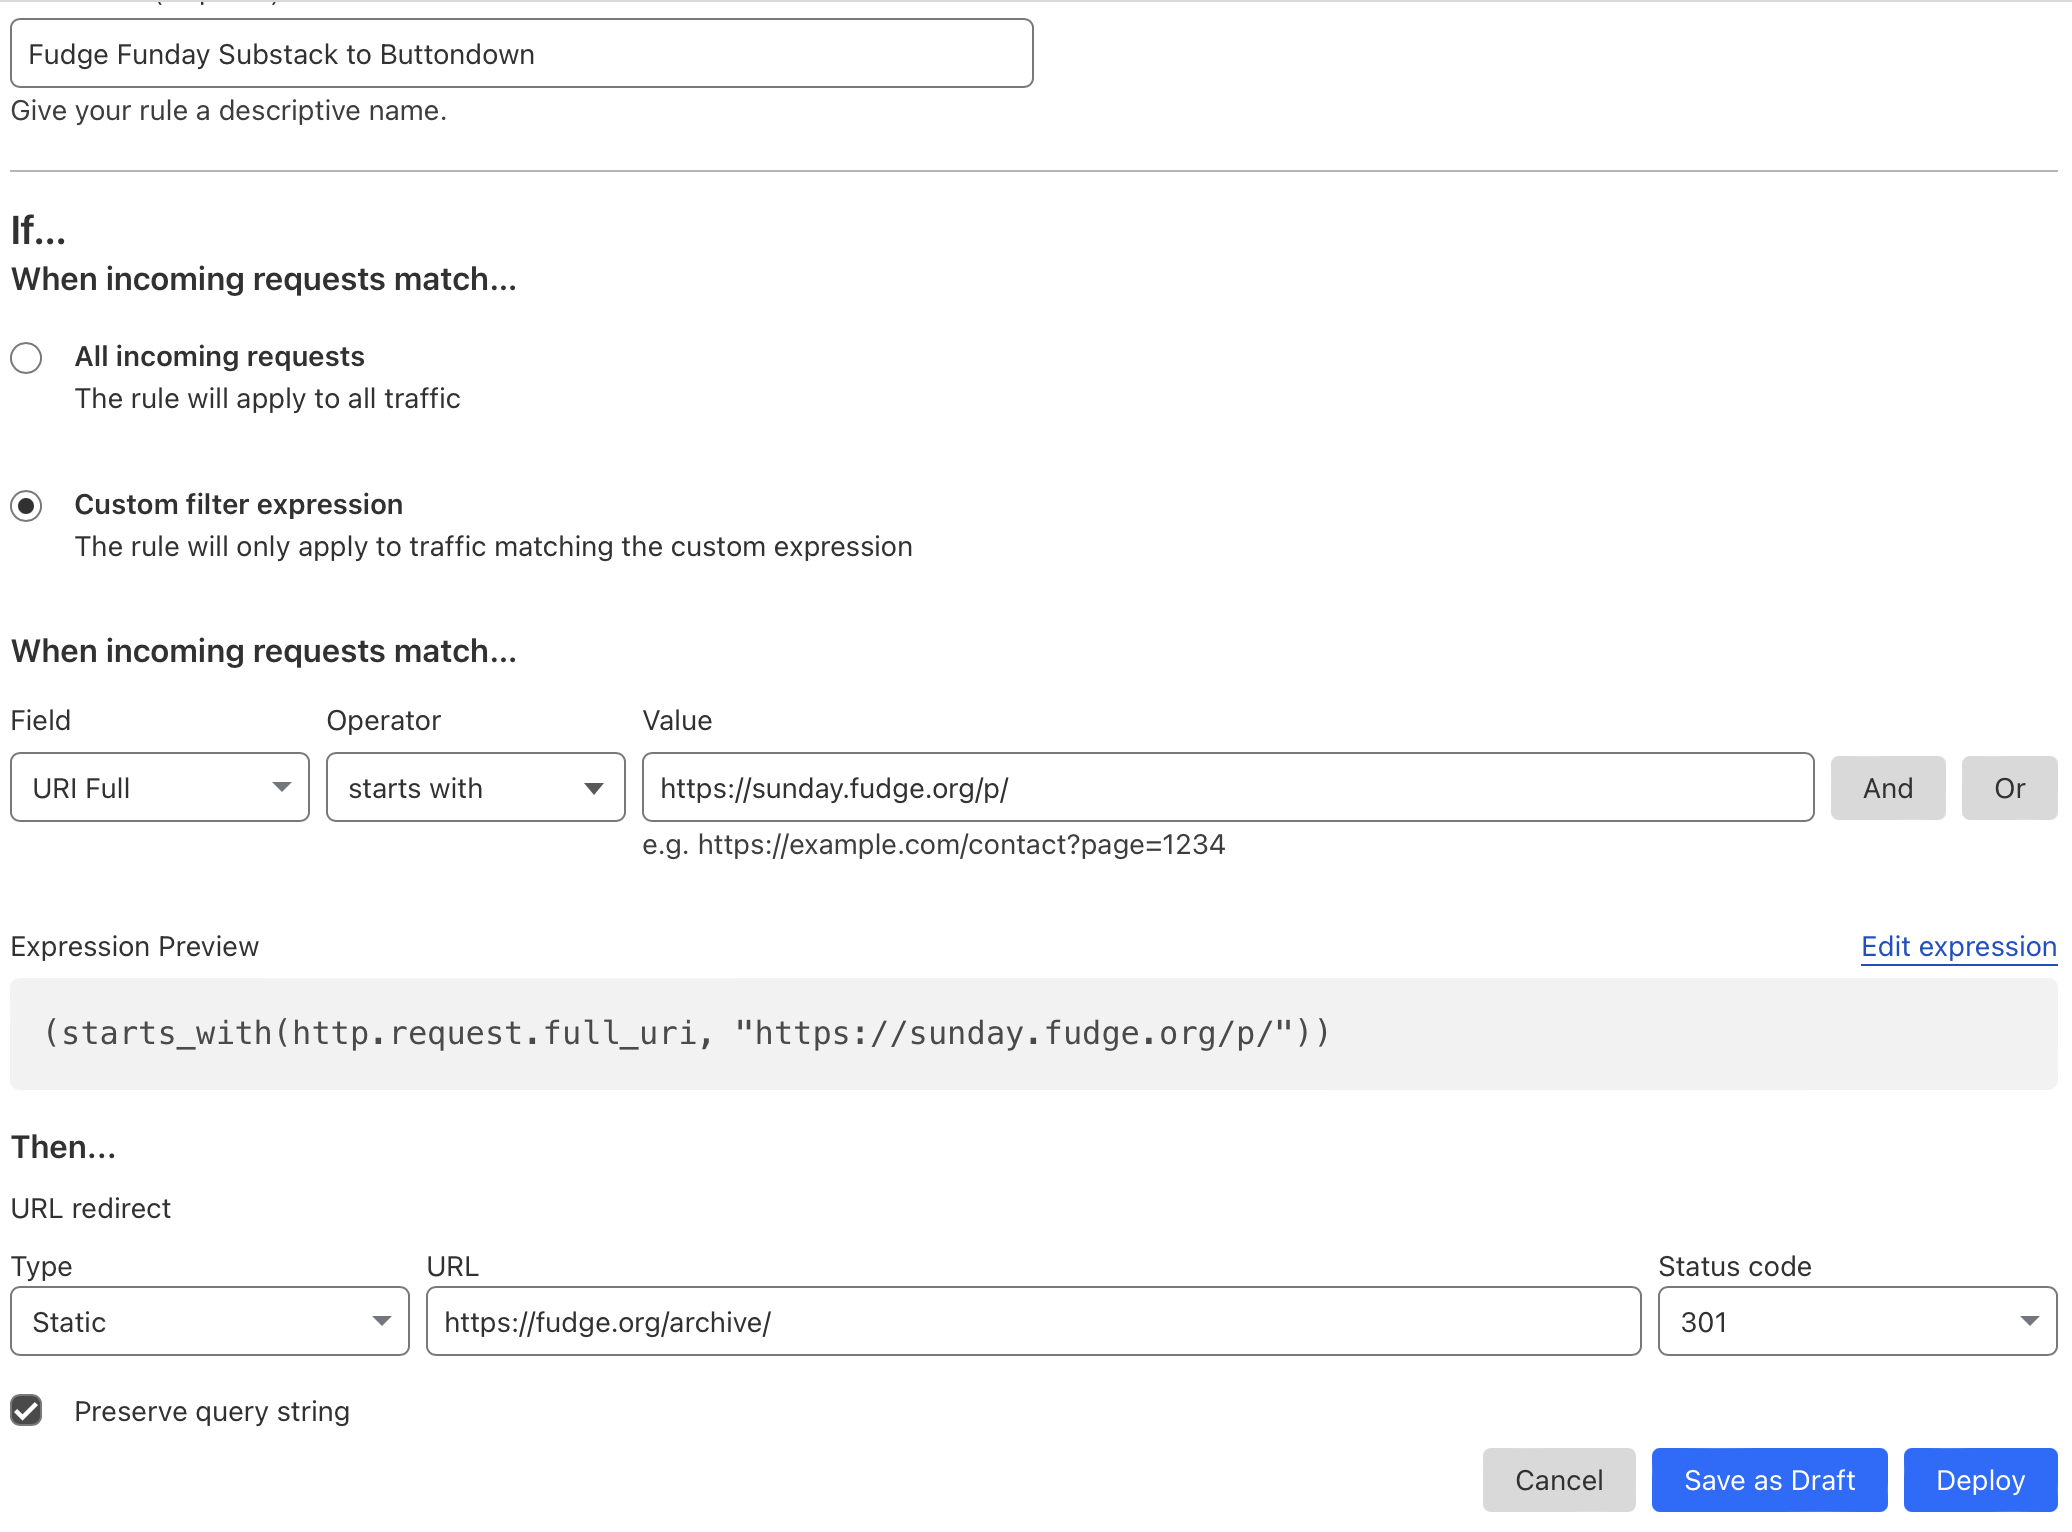 Fudge Funday Substack to Buttondown
Give your rule a descriptive name.
If...
When incoming requests match...
All incoming requests
The rule will apply to all traffic
Custom filter expression
The rule will only apply to traffic matching the custom expression
When incoming requests match...
Field Operator Value
URI Full starts with https://sunday.fudge.org/p/ And Or
e.g. https://example.com/contact?page=1234
Expression Preview Edit expression
(starts_with(http.request.full_uri, "https://sunday.fudge.org/p/"))
Then...
URL redirect
Type URL Status code
Static https://fudge.org/archive/ 301
Preserve query string
Cancel Save as Draft Deploy